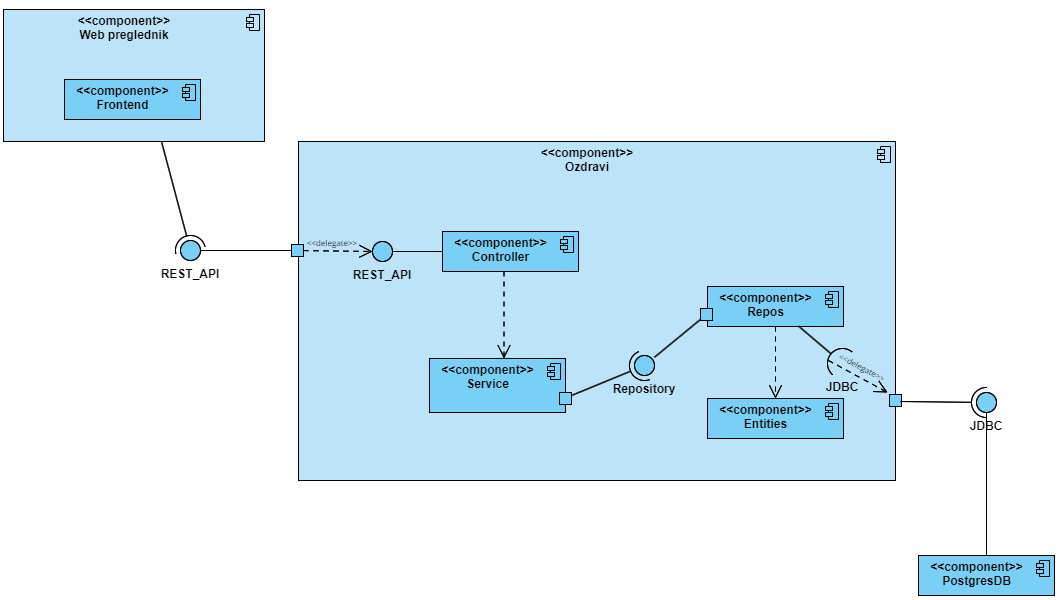 <<component>>
Web preglednik
<<component>>
Frontend
<<component>>
Ozdravi
REST_API
<<delegate>>
REST_API
<<component>>
Controller
<<component>>
Service
Repository
<<component>>
Repos
<<delegate>>
JDBC
<<component>>
Entities
JDBC
<<component>>
PostgresDB